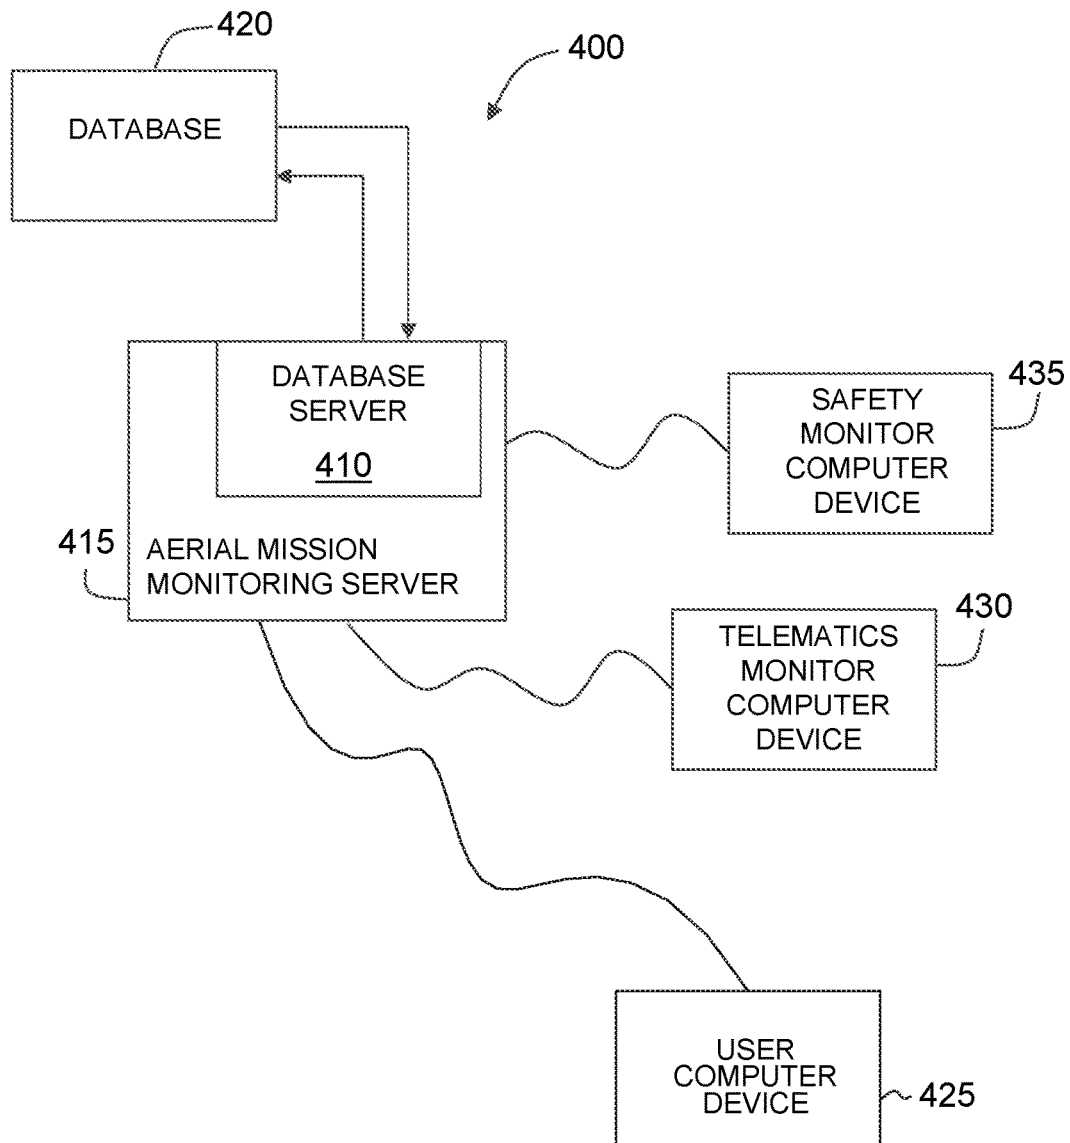 420
400
DATABASE
DATABASE
SERVER
410
435
SAFETY
MONITOR
COMPUTER
DEVICE
415
AERIAL MISSION
MONITORING SERVER
430
TELEMATICS
MONITOR
COMPUTER
DEVICE
USER
COMPUTER
DEVICE
425